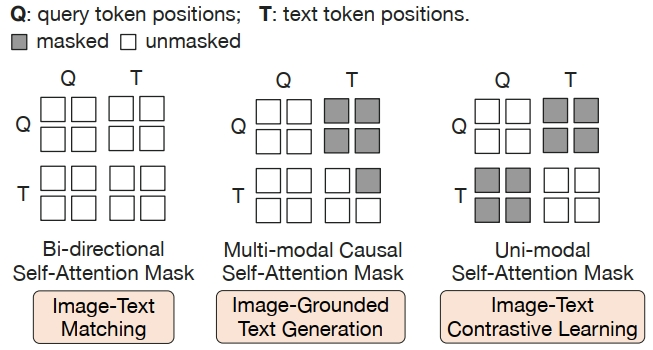 Q: query token positions; T: text token positions.
masked unmasked
Q T
Q
T
Bi-directional
Self-Attention Mask
Image-Text
Matching
Q T
Q
T
Multi-modal Causal
Self-Attention Mask
Image-Grounded
Text Generation
Q T
Q
T
Uni-modal
Self-Attention Mask
Image-Text
Contrastive Learning